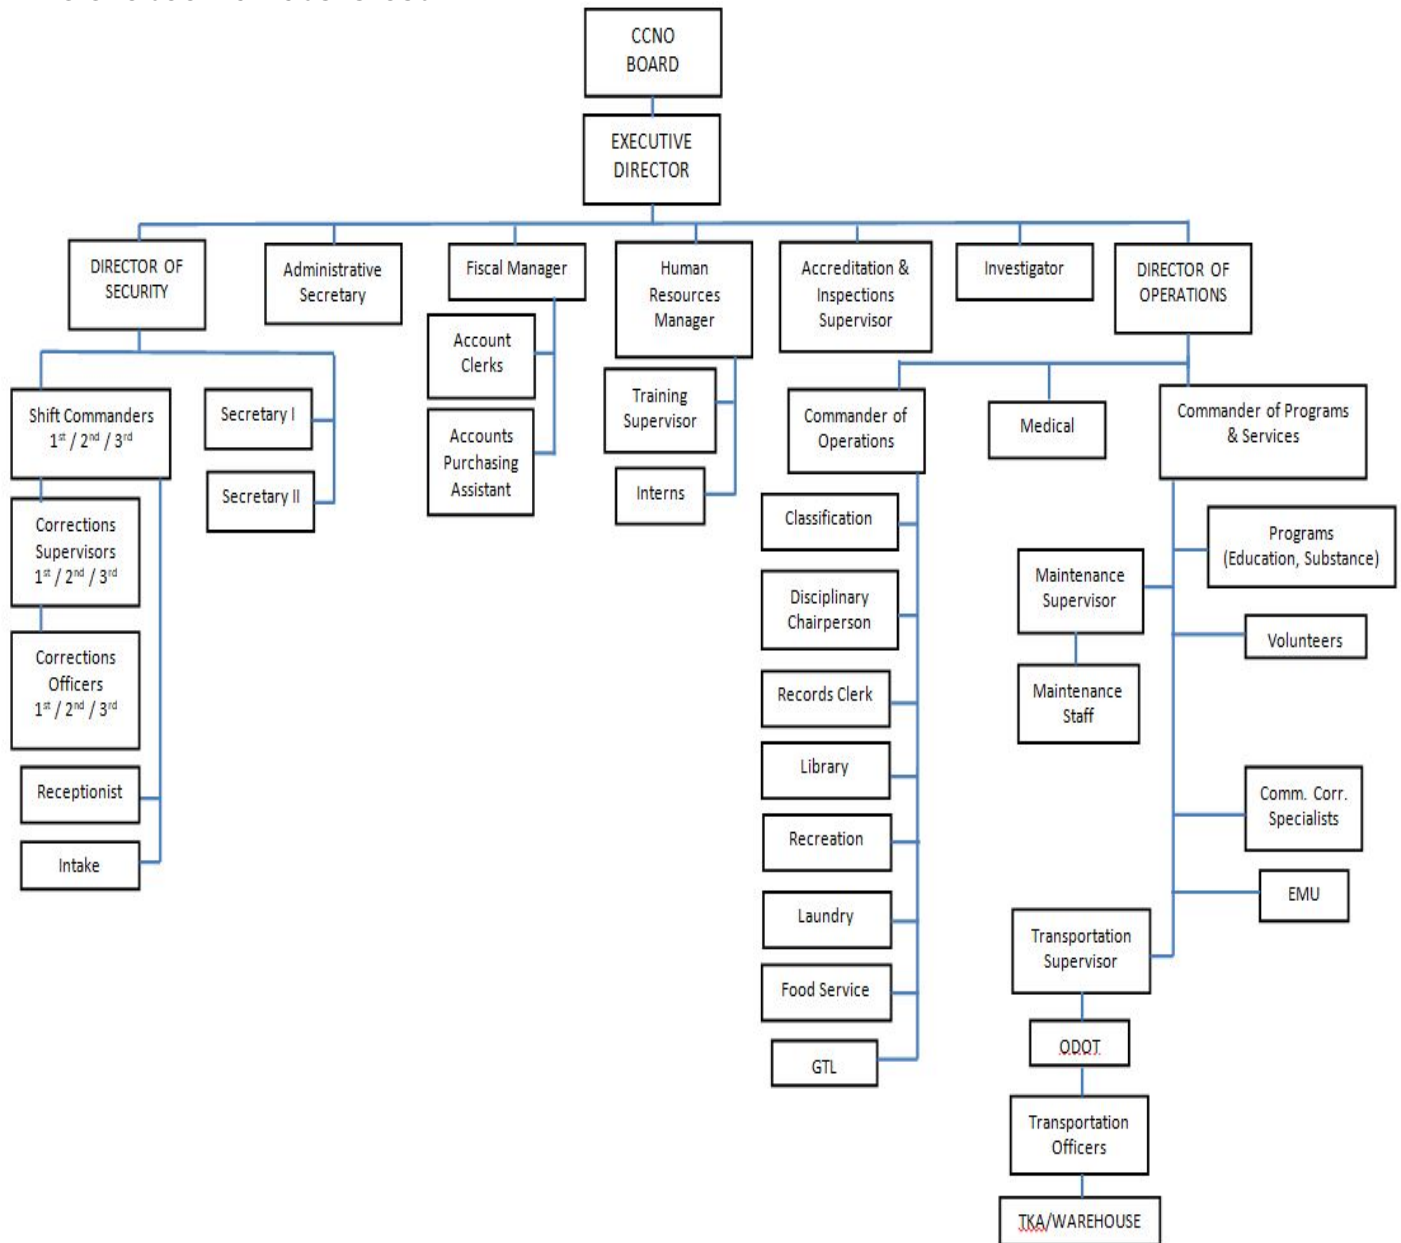 CCNO
BOARD
EXECUTIVE
DIRECTOR
DIRECTOR OF
SECURITY
Administrative
Secretary
Fiscal Manager
Human
Resources
Manager
Accreditation &
Inspections
Supervisor
Investigator
DIRECTOR OF
OPERATIONS
Shift Commanders
1st / 2nd / 3rd
Secretary I
Secretary II
Corrections
Supervisors
1st / 2nd / 3rd
Corrections
Officers
1st / 2nd / 3rd
Receptionist
Intake
Account
Clerks
Accounts
Purchasing
Assistant
Training
Supervisor
Interns
Commander of
Operations
Medical
Commander of Programs
& Services
Classification
Disciplinary
Chairperson
Records Clerk
Library
Recreation
Laundry
Food Service
GTL
Programs
(Education, Substance)
Maintenance
Supervisor
Volunteers
Maintenance
Staff
Comm. Corr.
Specialists
EMU
Transportation
Supervisor
ODOT
Transportation
Officers
TKA/WAREHOUSE